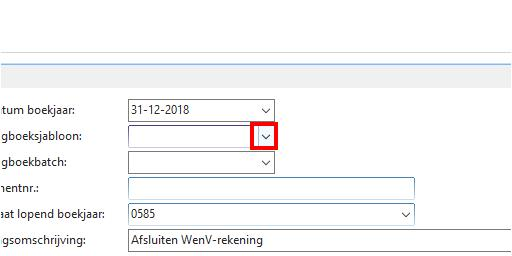 tum boekjaar: 31-12-2018
gboeksjabloon:
gboekbatch:
nentnr.:
aat lopend boekjaar: 0585
gsomschrijving: Afsluiten WenV-rekening